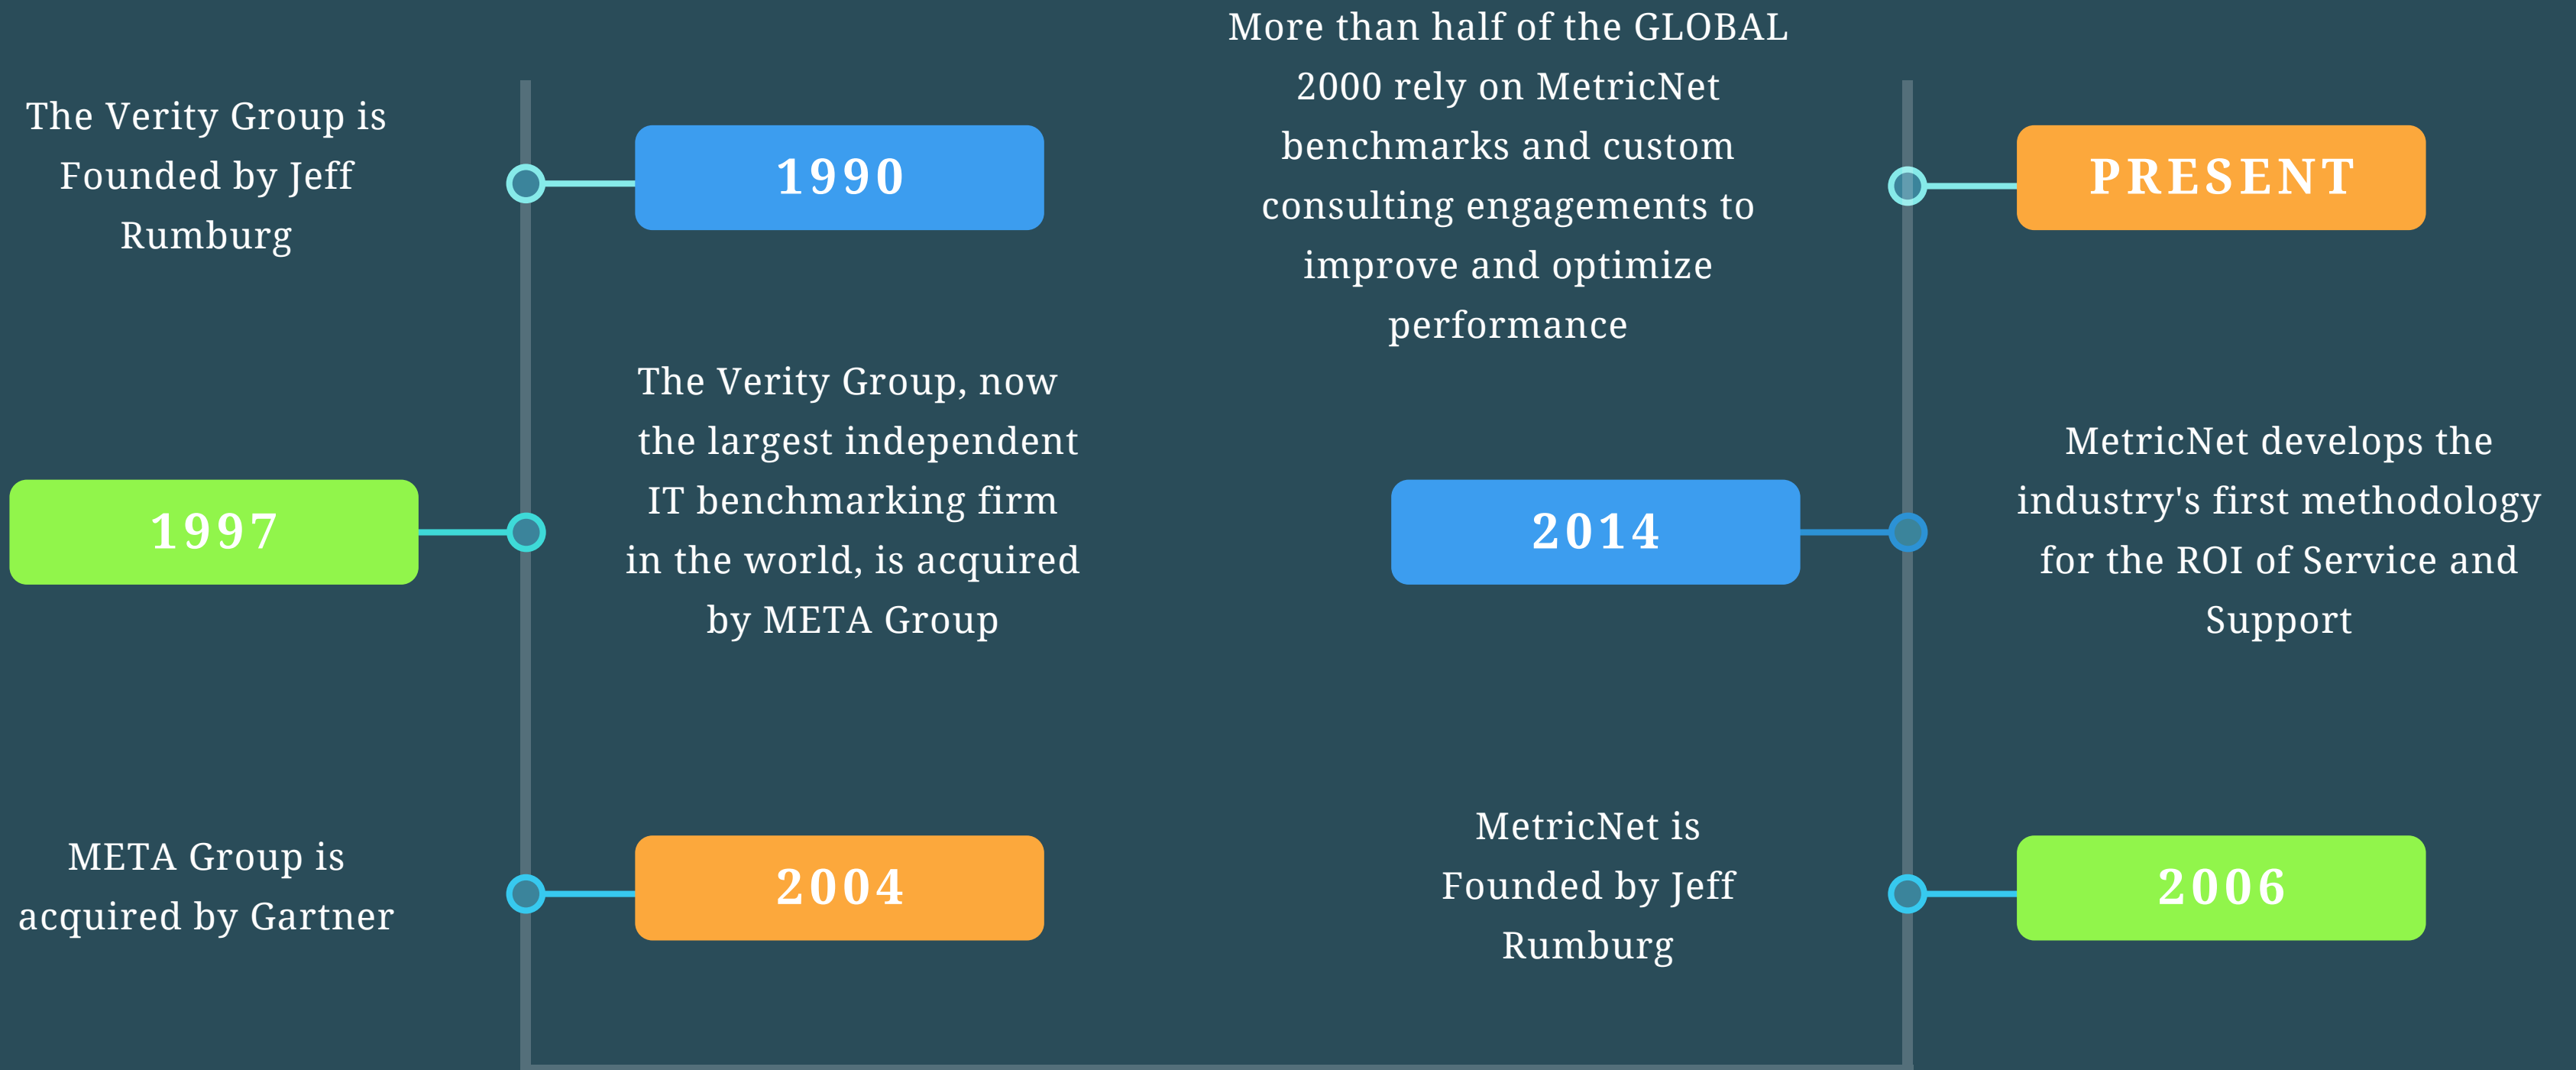 The Verity Group is
Founded by Jeff
Rumburg
1990
1997
The Verity Group, now
the largest independent
IT benchmarking firm
in the world, is acquired
by META Group
META Group is
acquired by Gartner
2004
MetricNet is
Founded by Jeff
Rumburg
2006
2014
MetricNet develops the
industry's first methodology
for the ROI of Service and
Support
More than half of the GLOBAL
2000 rely on MetricNet
benchmarks and custom
consulting engagements to
improve and optimize
performance
PRESENT